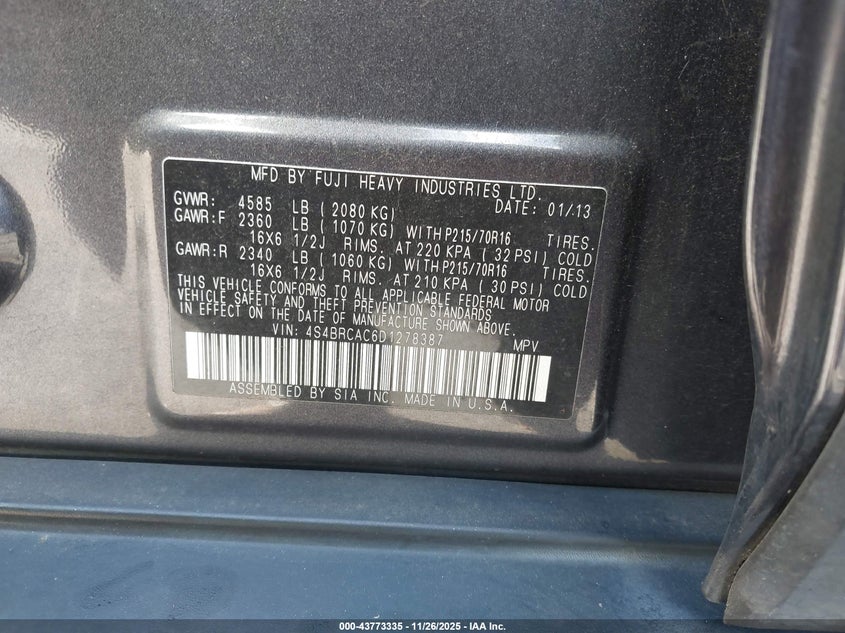 MFD BY FUJI HEAVY INDUSTRIES LTD.
GVWR: 4585 LB ( 2080 KG) DATE: 01/13
GAWR:F 2360 LB ( 1070 KG) WITH P215/70R16 TIRES.
16X6 1/2J RIMS. AT 220 KPA ( 32 PSI) COLD
GAWR:R 2340 LB ( 1060 KG) WITH P215/70R16 TIRES.
16X6 1/2J RIMS. AT 210 KPA ( 30 PSI) COLD
THIS VEHICLE CONFORMS TO ALL APPLICABLE FEDERAL MOTOR
VEHICLE SAFETY AND THEFT PREVENTION STANDARDS
IN EFFECT ON THE DATE OF MANUFACTURE SHOWN ABOVE.
VIN: 4S4BRCAC6D1278387 MPV
ASSEMBLED BY SIA INC. MADE IN U.S.A.
000-43773335 - 11/26/2025 - IAA Inc.